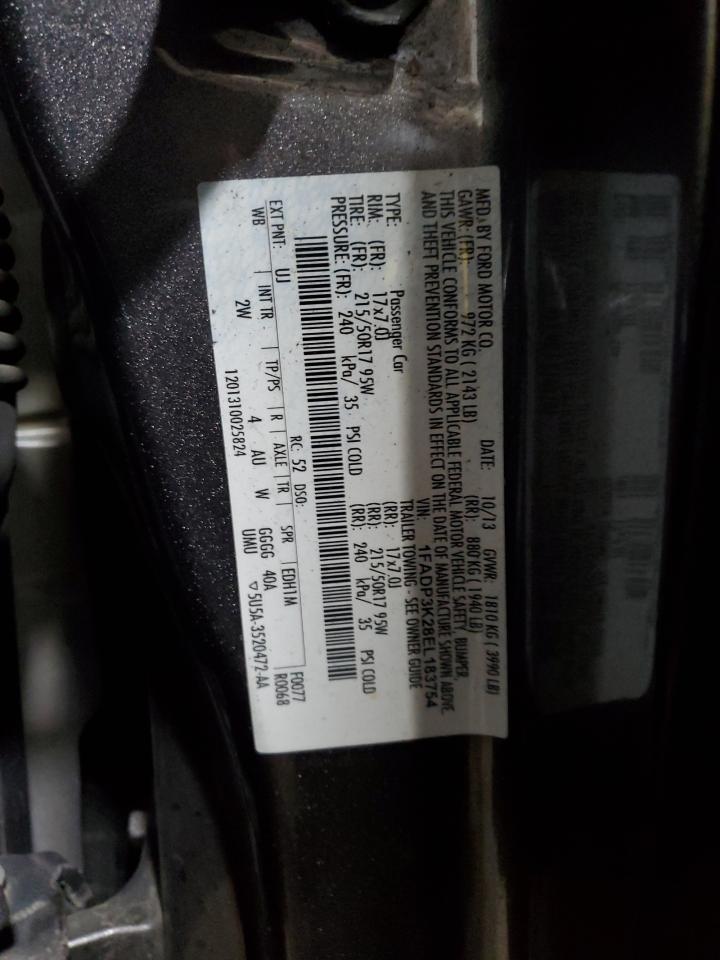 MFD. BY FORD MOTOR CO. DATE: 10/13 GVWR: 1810 KG ( 3990 LB)
GAWR: (FR): 972 KG ( 2143 LB) (RR): 880 KG ( 1940 LB)
THIS VEHICLE CONFORMS TO ALL APPLICABLE FEDERAL MOTOR VEHICLE SAFETY, BUMPER,
AND THEFT PREVENTION STANDARDS IN EFFECT ON THE DATE OF MANUFACTURE SHOWN ABOVE.
VIN: 1FADP3K28EL183754
TYPE: Passenger Car TRAILER TOWING - SEE OWNER GUIDE
RIM: (FR): 17x7.0J (RR): 17x7.0J
TIRE: (FR): 215/50R17 95W (RR): 215/50R17 95W
PRESSURE: (FR): 240 kPa/ 35 PSI COLD (RR): 240 kPa/ 35 PSI COLD
EXT PNT: UJ RC: 52 DSO: F0077
WB INT TR TP/PS R AXLE TR SPR EDH1M R0068
2W 4 AU W GGGG 40A
UMU
1201310025824 ▽5U5A-3520472-AA